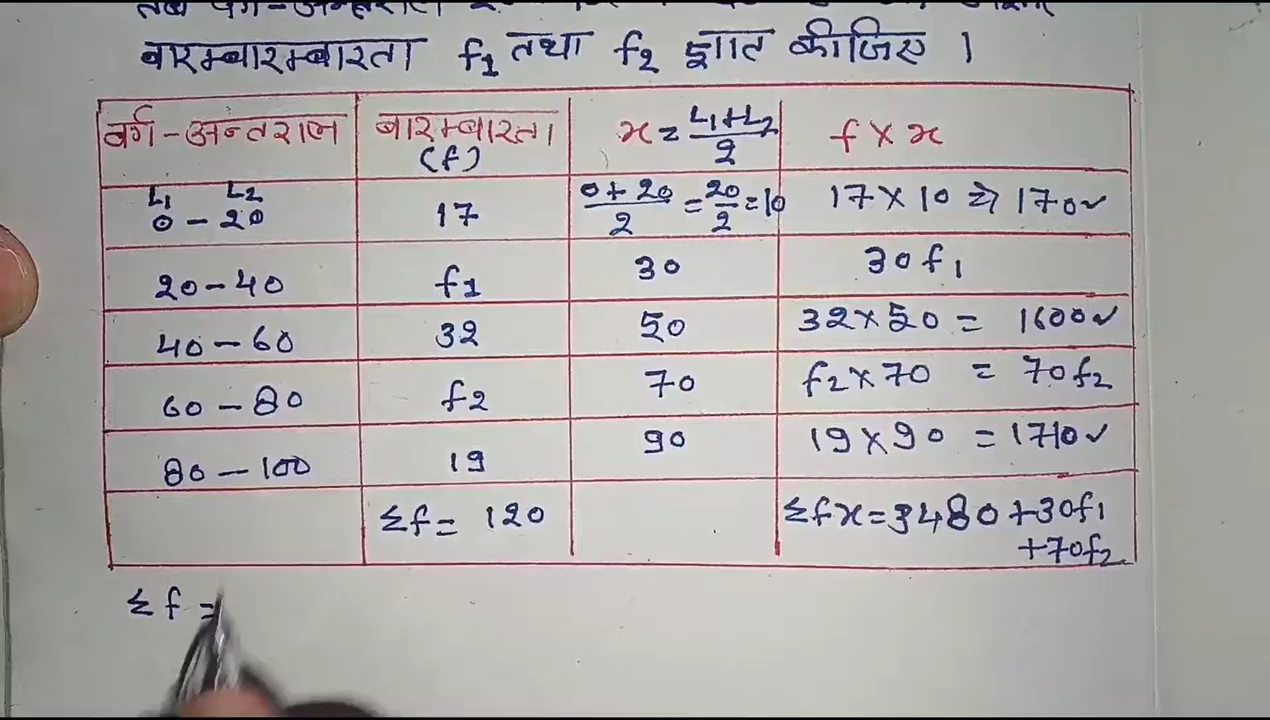 बारम्बारम्बारता f1 तथा f2 ज्ञात कीजिए ।
वर्ग-अन्तराल बारम्बारता (f) x = L1+L2/2 f × x
L1 L2
0 - 20 17 0+20/2 = 20/2 = 10 17 × 10 ⇒ 170✓
20-40 f1 30 30f1
40-60 32 50 32×50 = 1600✓
60-80 f2 70 f2×70 = 70f2
80-100 19 90 19×90 = 1710✓
Σf = 120 Σfx = 3480+30f1
+70f2
Σf =